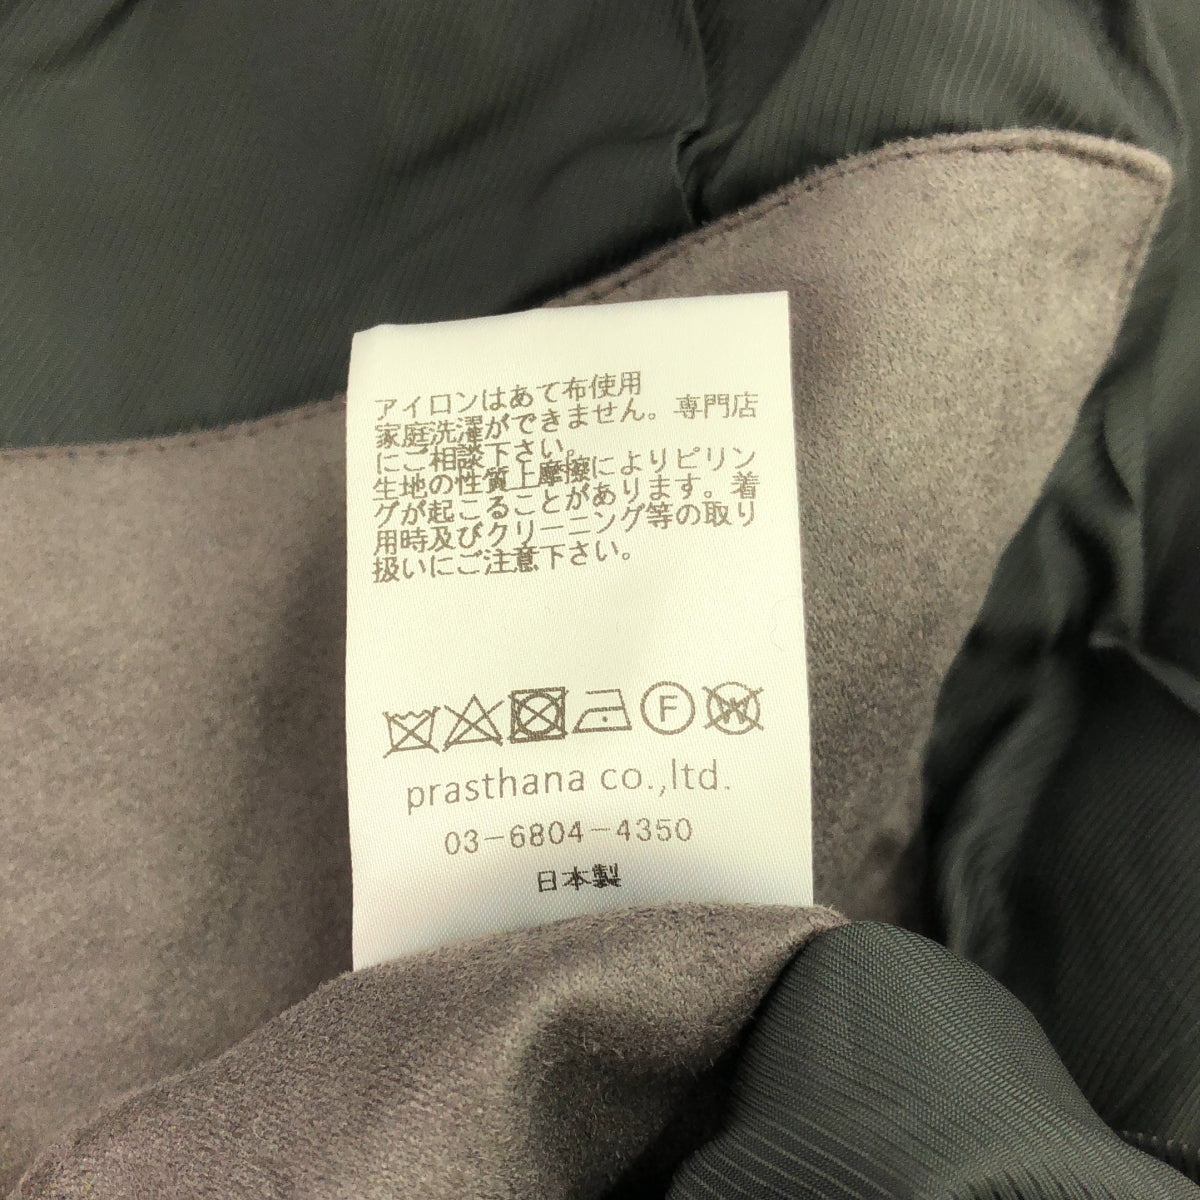 アイロンはあて布使用
家庭洗濯ができません。専門店
にご相談下さい。
生地の性質上摩擦によりピリン
グが起こることがあります。着
用時及びクリーニング等の取り
扱いにご注意下さい。
F W
prasthana co.,ltd.
03-6804-4350
日本製